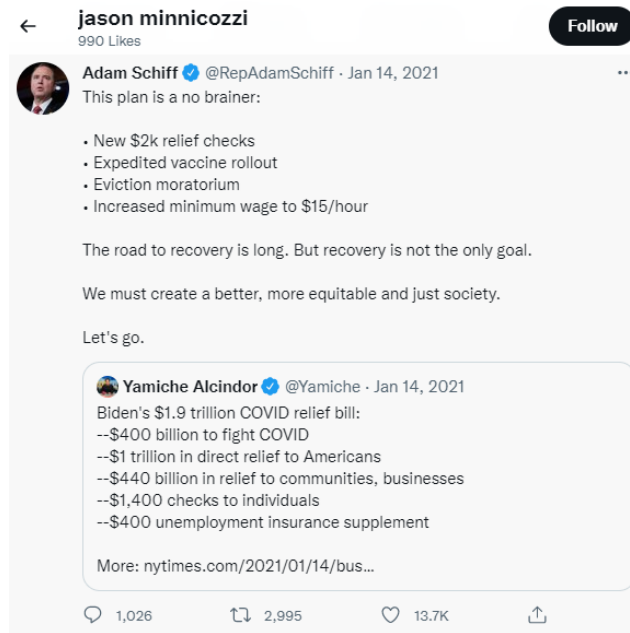 jason minnicozzi
990 Likes
Follow
Adam Schiff @RepAdamSchiff · Jan 14, 2021
This plan is a no brainer:
• New $2k relief checks
• Expedited vaccine rollout
• Eviction moratorium
• Increased minimum wage to $15/hour
The road to recovery is long. But recovery is not the only goal.
We must create a better, more equitable and just society.
Let's go.
Yamiche Alcindor @Yamiche · Jan 14, 2021
Biden's $1.9 trillion COVID relief bill:
--$400 billion to fight COVID
--$1 trillion in direct relief to Americans
--$440 billion in relief to communities, businesses
--$1,400 checks to individuals
--$400 unemployment insurance supplement
More: nytimes.com/2021/01/14/bus...
1,026 2,995 13.7K